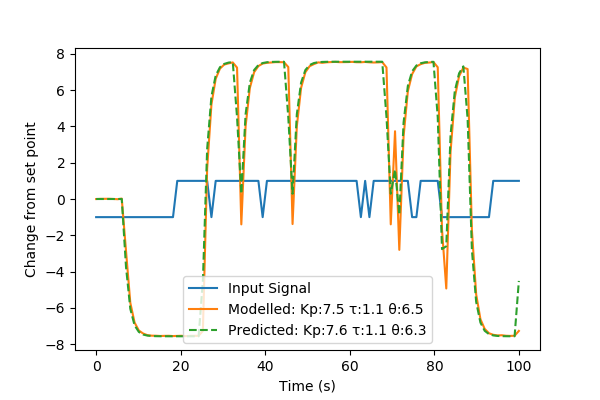 8
6
4
2
0
−2
−4
−6
−8
Change from set point
Input Signal
Modelled: Kp:7.5 τ:1.1 θ:6.5
Predicted: Kp:7.6 τ:1.1 θ:6.3
0 20 40 60 80 100
Time (s)